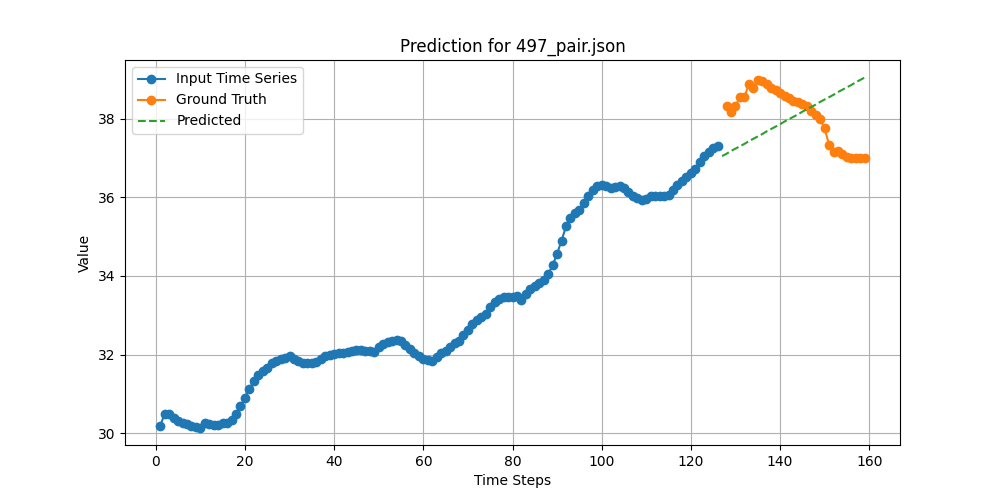 Prediction for 497_pair.json
Input Time Series
Ground Truth
Predicted
Value
38
36
34
32
30
0 20 40 60 80 100 120 140 160
Time Steps